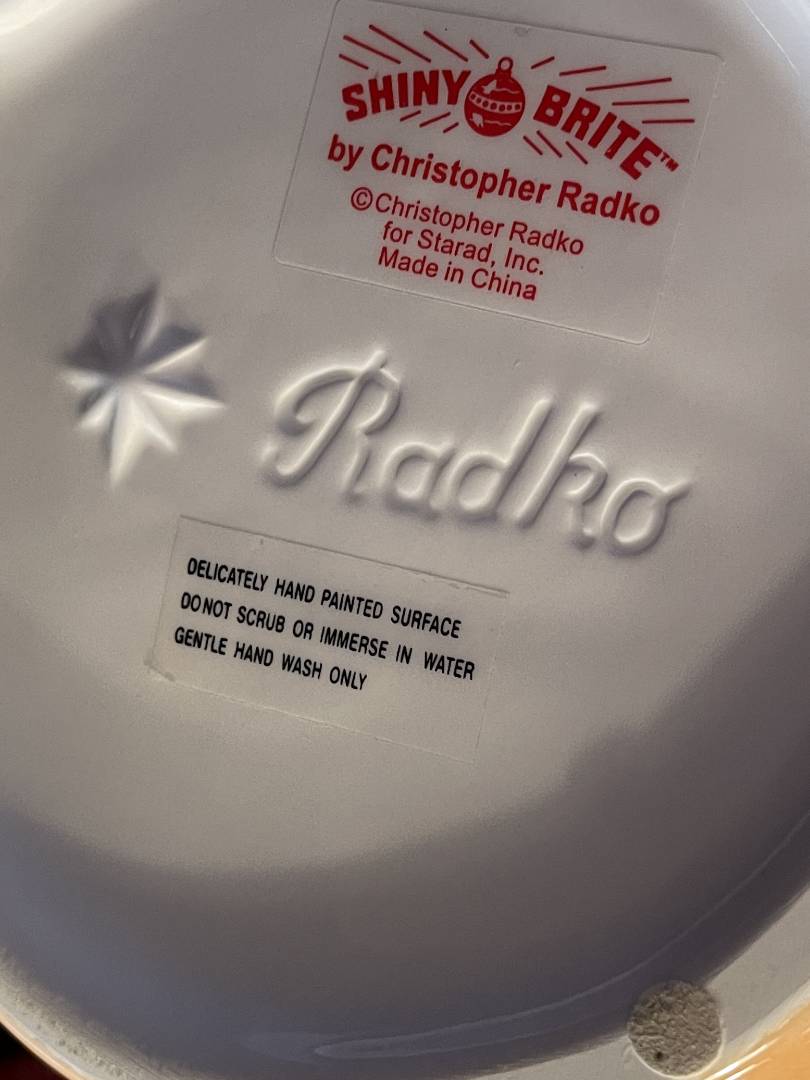 SHINY BRITE™
by Christopher Radko
©Christopher Radko
for Starad, Inc.
Made in China
Radko
DELICATELY HAND PAINTED SURFACE
DO NOT SCRUB OR IMMERSE IN WATER
GENTLE HAND WASH ONLY